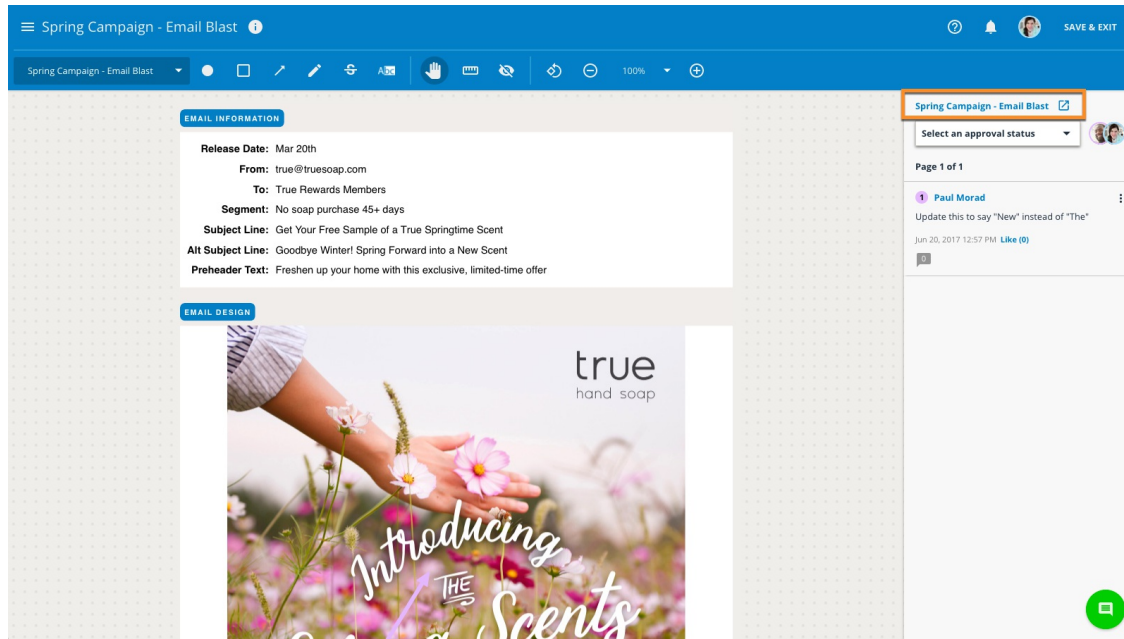 Spring Campaign - Email Blast
SAVE & EXIT
Spring Campaign - Email Blast
Abc
100%
Spring Campaign - Email Blast
Select an approval status
Page 1 of 1
1 Paul Morad
Update this to say "New" instead of "The"
Jun 20, 2017 12:57 PM Like (0)
0
EMAIL INFORMATION
Release Date: Mar 20th
From: true@truesoap.com
To: True Rewards Members
Segment: No soap purchase 45+ days
Subject Line: Get Your Free Sample of a True Springtime Scent
Alt Subject Line: Goodbye Winter! Spring Forward into a New Scent
Preheader Text: Freshen up your home with this exclusive, limited-time offer
EMAIL DESIGN
true
hand soap
Introducing
THE
Scents